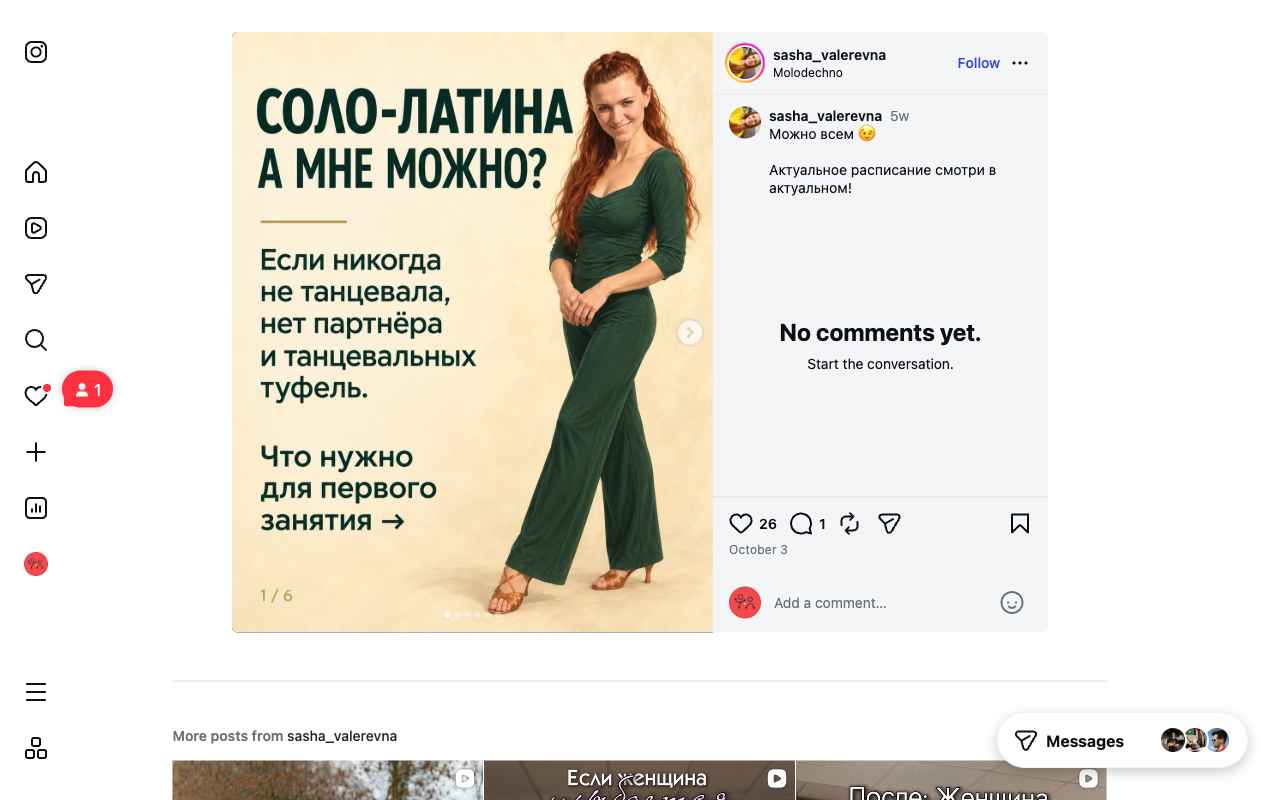 СОЛО-ЛАТИНА
А МНЕ МОЖНО?
Если никогда
не танцевала,
нет партнёра
и танцевальных
туфель.
Что нужно
для первого
занятия →
1 / 6
sasha_valerevna
Molodechno
Follow
sasha_valerevna 5w
Можно всем 😉
Актуальное расписание смотри в
актуальном!
No comments yet.
Start the conversation.
26
1
October 3
Add a comment...
1
More posts from sasha_valerevna
Messages
Если женщина
После: Женщина